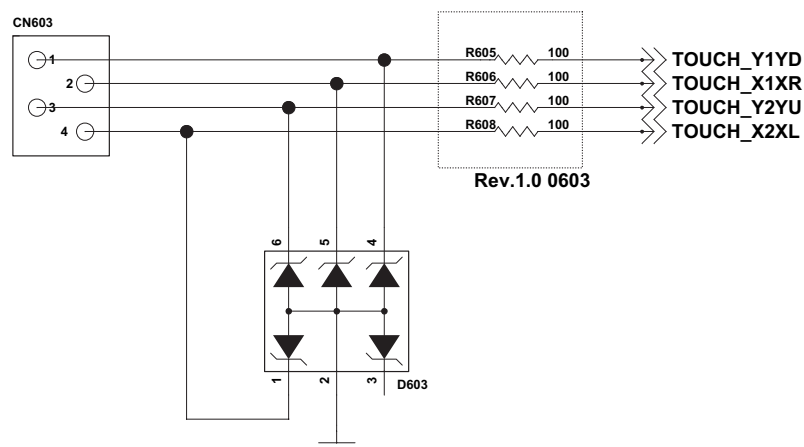 CN603
1 R605 100 TOUCH_Y1YD
2 R606 100 TOUCH_X1XR
3 R607 100 TOUCH_Y2YU
4 R608 100 TOUCH_X2XL
Rev.1.0 0603
6 5 4
1 2 3
D603